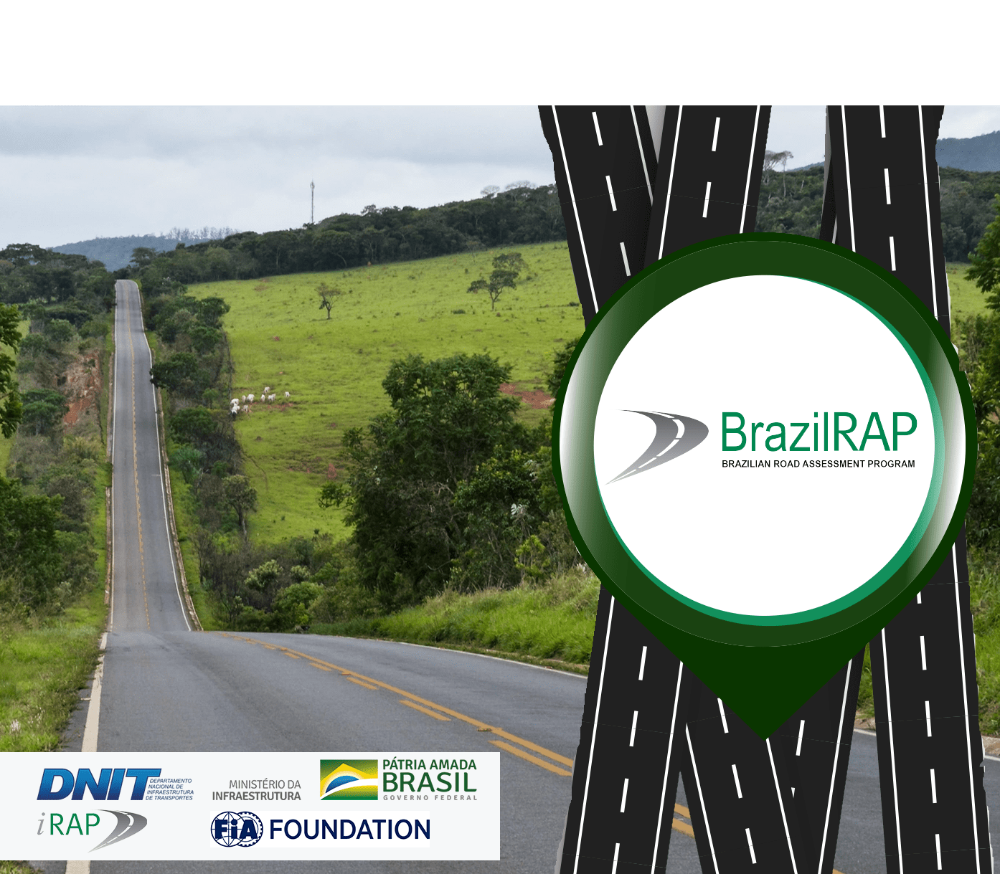 BrazilRAP
BRAZILIAN ROAD ASSESSMENT PROGRAM
DNIT
DEPARTAMENTO
NACIONAL DE
INFRAESTRUTURA
DE TRANSPORTES
MINISTÉRIO DA
INFRAESTRUTURA
PÁTRIA AMADA
BRASIL
GOVERNO FEDERAL
iRAP
FiA FOUNDATION